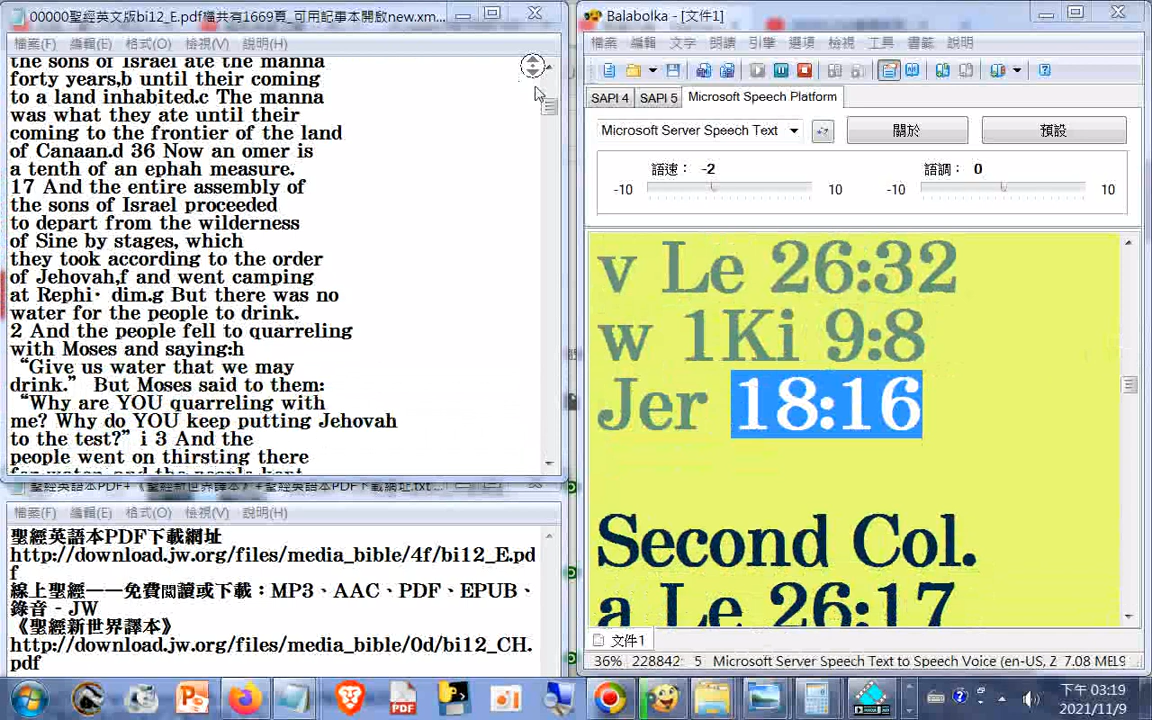 00000聖經英文版bi12_E.pdf檔共有1669頁_可用記事本開啟new.xm...
檔案(F) 編輯(E) 格式(O) 檢視(V) 說明(H)
the sons of Israel ate the manna
forty years,b until their coming
to a land inhabited.c The manna
was what they ate until their
coming to the frontier of the land
of Canaan.d 36 Now an omer is
a tenth of an ephah measure.
17 And the entire assembly of
the sons of Israel proceeded
to depart from the wilderness
of Sine by stages, which
they took according to the order
of Jehovah,f and went camping
at Rephi· dim.g But there was no
water for the people to drink.
2 And the people fell to quarreling
with Moses and saying:h
“Give us water that we may
drink.” But Moses said to them:
“Why are YOU quarreling with
me? Why do YOU keep putting Jehovah
to the test?” i 3 And the
people went on thirsting there
for water, and the people kept
聖經英語本PDF+《聖經新世界譯本》+聖經英語本PDF下載網址.txt ...
檔案(F) 編輯(E) 格式(O) 檢視(V) 說明(H)
聖經英語本PDF下載網址
http://download.jw.org/files/media_bible/4f/bi12_E.pd
f
線上聖經——免費閱讀或下載：MP3、AAC、PDF、EPUB、
錄音 - JW
《聖經新世界譯本》
http://download.jw.org/files/media_bible/0d/bi12_CH.
pdf
Balabolka - [文件1]
檔案 編輯 文字 朗讀 引擎 選項 檢視 工具 書籤 說明
SAPI 4 SAPI 5 Microsoft Speech Platform
Microsoft Server Speech Text 關於 預設
語速： -2 語調： 0
-10 10 -10 10
v Le 26:32
w 1Ki 9:8
Jer 18:16
Second Col.
a Le 26:17
文件1
36% 228842: 5 Microsoft Server Speech Text to Speech Voice (en-US, Z 7.08 MEL9
下午 03:19
2021/11/9